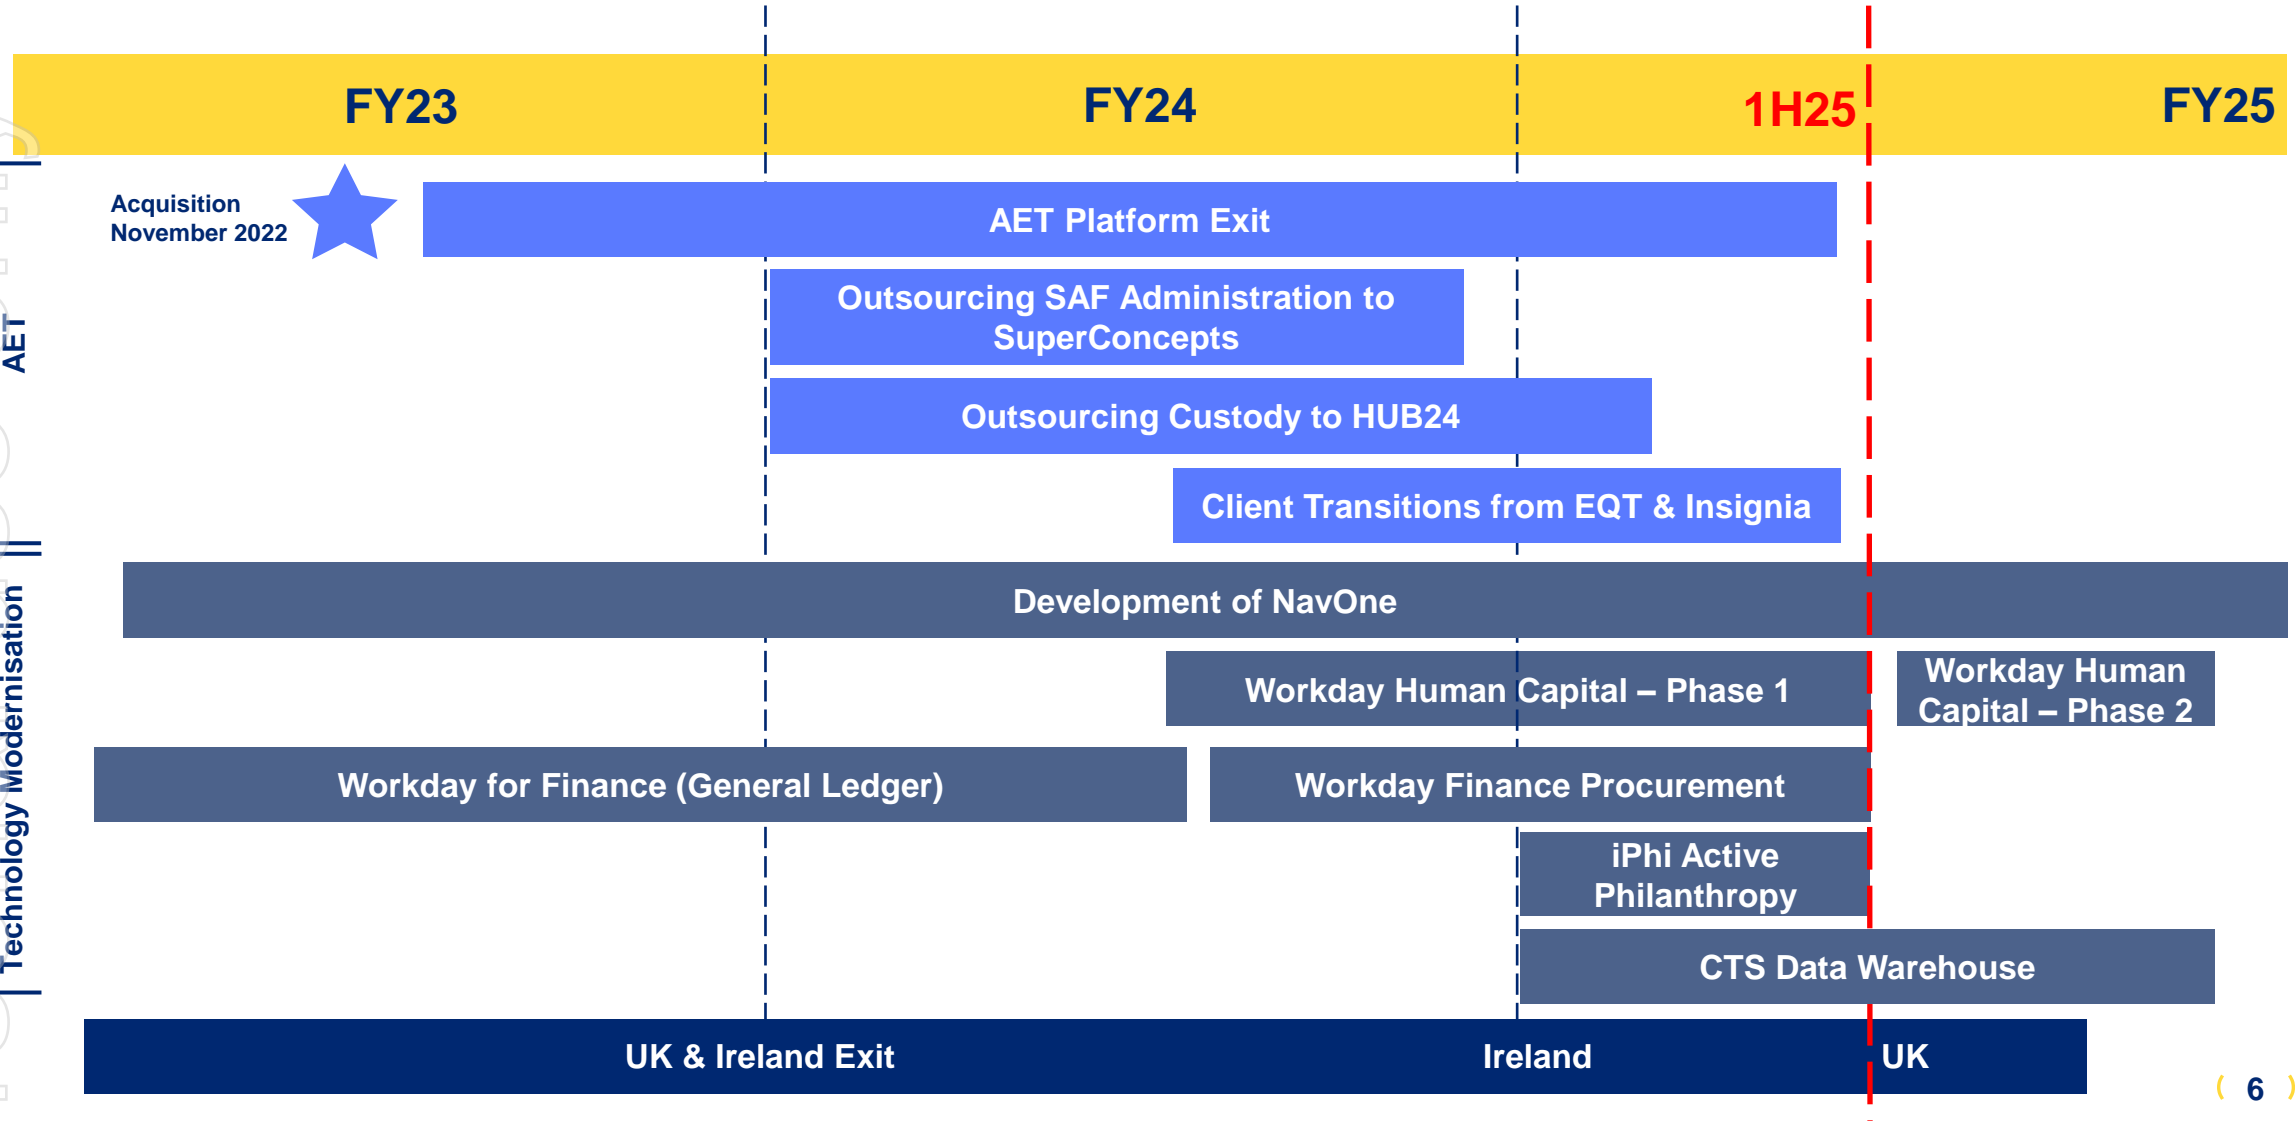 FY23
FY24
1H25
FY25
Acquisition
November 2022
AET Platform Exit
Outsourcing SAF Administration to
SuperConcepts
Outsourcing Custody to HUB24
Client Transitions from EQT & Insignia
AET
Development of NavOne
Workday Human Capital – Phase 1
Workday Human
Capital – Phase 2
Workday for Finance (General Ledger)
Workday Finance Procurement
iPhi Active
Philanthropy
CTS Data Warehouse
Technology Modernisation
UK & Ireland Exit
Ireland
UK
6